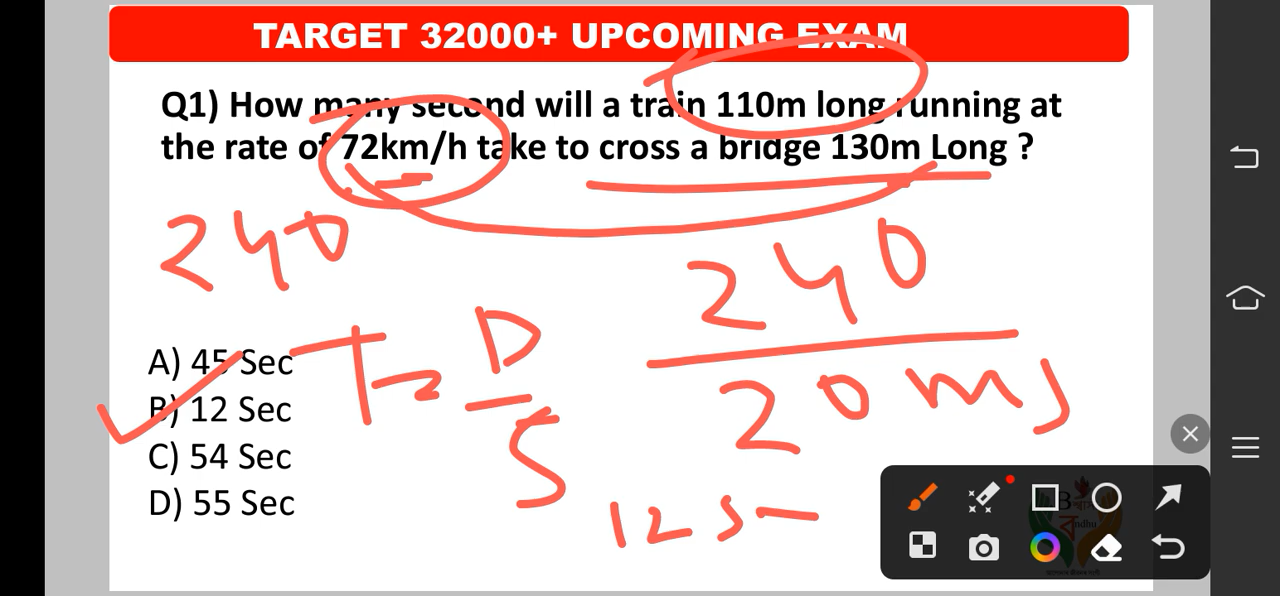 TARGET 32000+ UPCOMING EXAM
Q1) How many second will a train 110m long running at
the rate of 72km/h take to cross a bridge 130m Long ?
240
240
20 ms
T = D
S
A) 45 Sec
B) 12 Sec
C) 54 Sec
D) 55 Sec
12 s